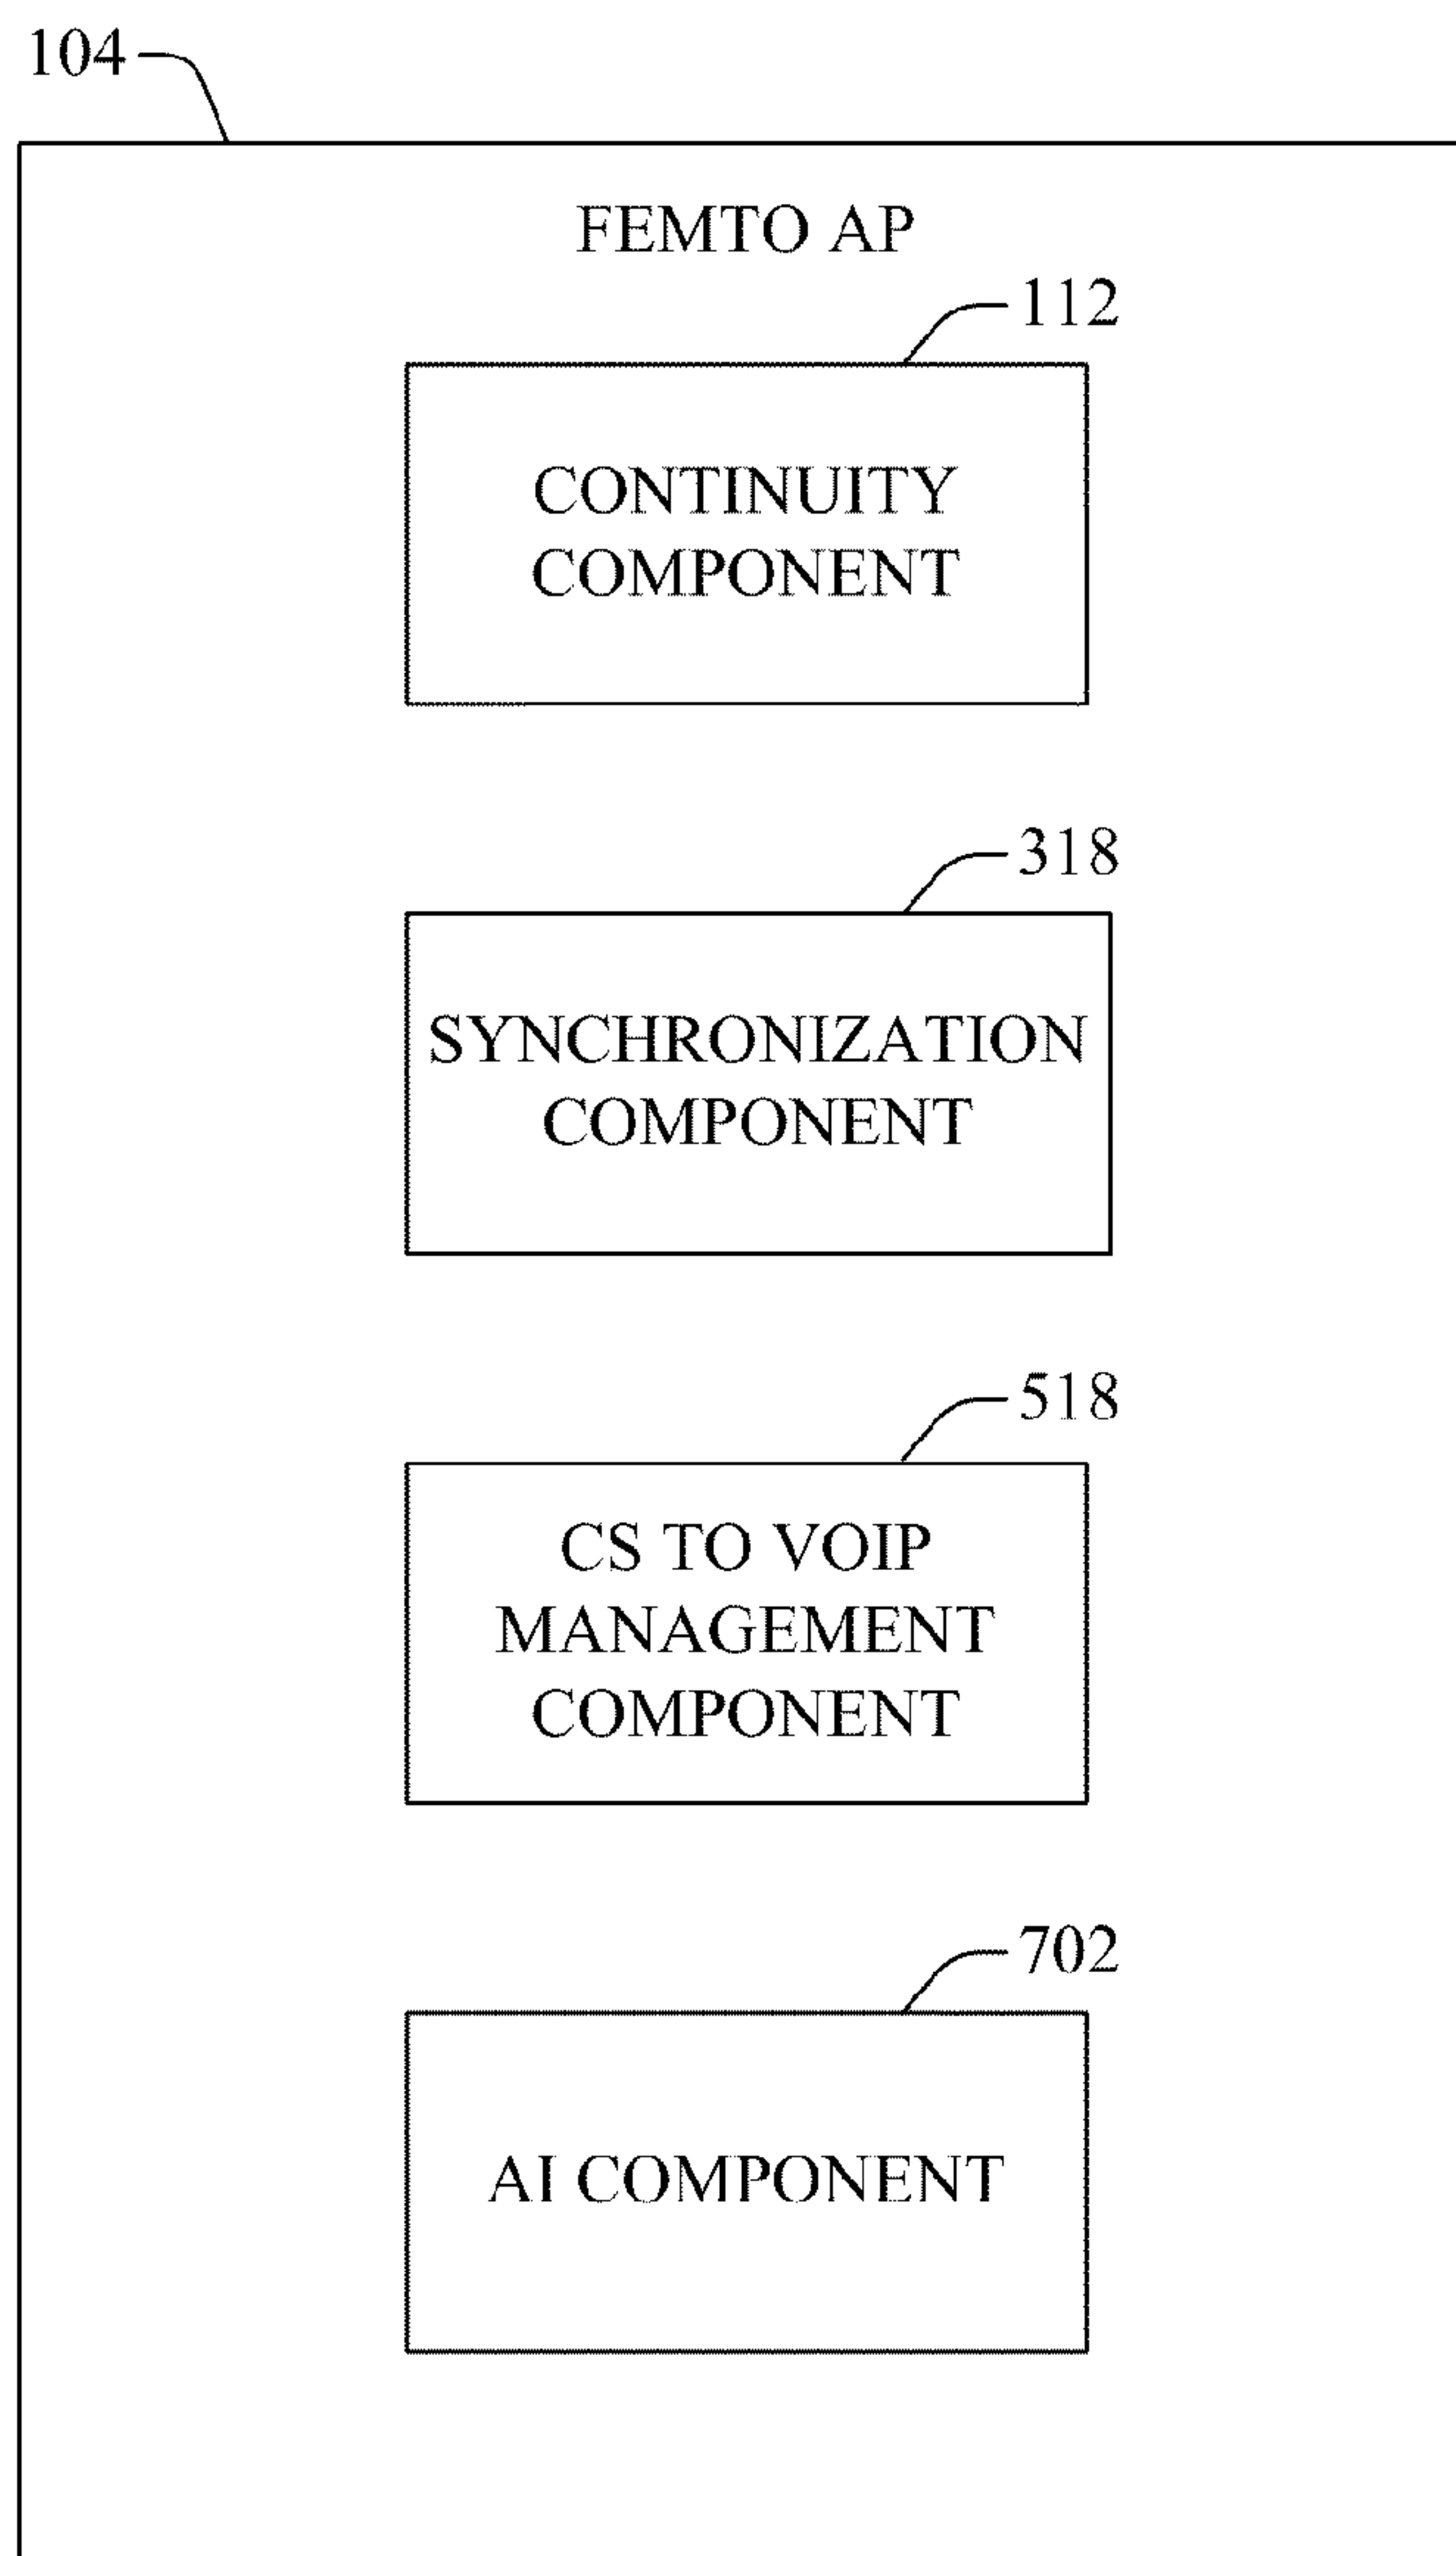 104
FEMTO AP
112
CONTINUITY
COMPONENT
318
SYNCHRONIZATION
COMPONENT
518
CS TO VOIP
MANAGEMENT
COMPONENT
702
AI COMPONENT